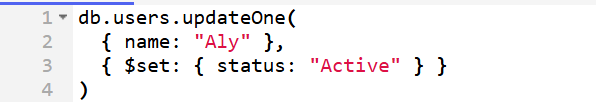 1 db.users.updateOne(
2   { name: "Aly" },
3   { $set: { status: "Active" } }
4 )